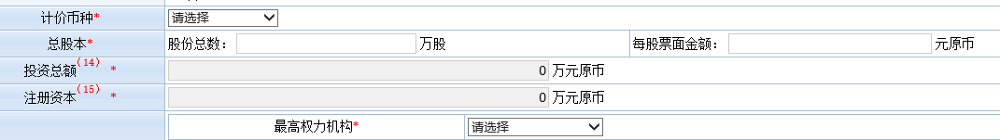 计价币种* 请选择
总股本* 股份总数： 万股 每股票面金额： 元原币
投资总额（14） * 0 万元原币
注册资本（15） * 0 万元原币
最高权力机构* 请选择